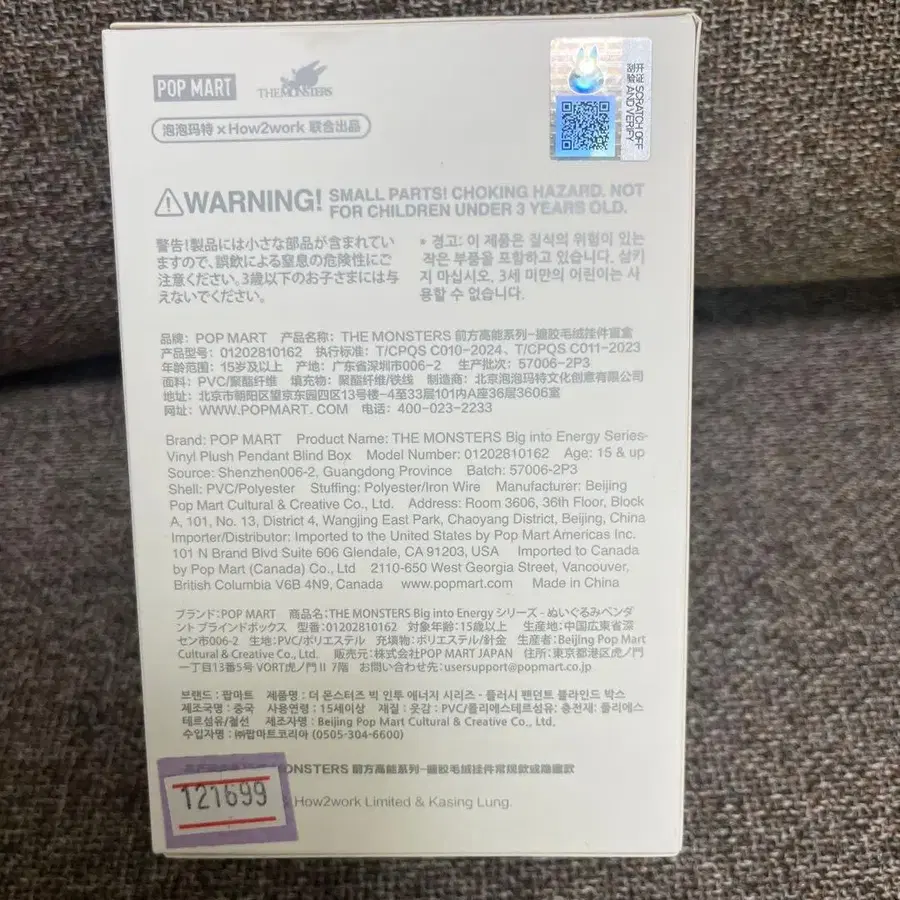 POP MART THE MONSTERS
泡泡玛特 × How2work 联合出品
刮开涂层验证 SCRATCH OFF AND VERIFY
WARNING! SMALL PARTS! CHOKING HAZARD. NOT
FOR CHILDREN UNDER 3 YEARS OLD.
警告!製品には小さな部品が含まれてい
ますので、誤飲による窒息の危険性にご
注意ください。3歳以下のお子さまには与
えないでください。
* 경고: 이 제품은 질식의 위험이 있는
작은 부품을 포함하고 있습니다. 삼키
지 마십시오. 3세 미만의 어린이는 사
용할 수 없습니다.
品牌: POP MART 产品名称: THE MONSTERS 前方高能系列-搪胶毛绒挂件盲盒
产品型号: 01202810162 执行标准: T/CPQS C010-2024、T/CPQS C011-2023
年龄范围: 15岁及以上 产地: 广东省深圳市006-2 生产批次: 57006-2P3
面料: PVC/聚酯纤维 填充物: 聚酯纤维/铁线 制造商: 北京泡泡玛特文化创意有限公司
地址: 北京市朝阳区望京东园四区13号楼-4至33层101内A座36层3606室
网址: WWW.POPMART.COM 电话: 400-023-2233
Brand: POP MART Product Name: THE MONSTERS Big into Energy Series-
Vinyl Plush Pendant Blind Box Model Number: 01202810162 Age: 15 & up
Source: Shenzhen006-2, Guangdong Province Batch: 57006-2P3
Shell: PVC/Polyester Stuffing: Polyester/Iron Wire Manufacturer: Beijing
Pop Mart Cultural & Creative Co., Ltd. Address: Room 3606, 36th Floor, Block
A, 101, No. 13, District 4, Wangjing East Park, Chaoyang District, Beijing, China
Importer/Distributor: Imported to the United States by Pop Mart Americas Inc.
101 N Brand Blvd Suite 606 Glendale, CA 91203, USA Imported to Canada
by Pop Mart (Canada) Co., Ltd 2110-650 West Georgia Street, Vancouver,
British Columbia V6B 4N9, Canada www.popmart.com Made in China
ブランド:POP MART 商品名:THE MONSTERS Big into Energy シリーズ - ぬいぐるみペンダ
ント ブラインドボックス 型番:01202810162 対象年齢:15歳以上 生産地:中国広東省深
セン市006-2 生地:PVC/ポリエステル 充填物:ポリエステル/針金 生産者:Beijing Pop Mart
Cultural & Creative Co., Ltd. 販売元:株式会社POP MART JAPAN 住所:東京都港区虎ノ門
一丁目13番5号 VORT虎ノ門 II 7階 お問い合わせ先:usersupport@popmart.co.jp
브랜드 : 팝마트 제품명 : 더 몬스터즈 빅 인투 에너지 시리즈 - 플러시 펜던트 블라인드 박스
제조국명 : 중국 사용연령 : 15세이상 재질 : 옷감 : PVC/폴리에스테르섬유; 충전재: 폴리에스
테르섬유/철선 제조자명 : Beijing Pop Mart Cultural & Creative Co., Ltd.
수입자명 : ㈜팝마트코리아 (0505-304-6600)
MONSTERS 前方高能系列-搪胶毛绒挂件常规款或隐藏款
121699
& How2work Limited & Kasing Lung.